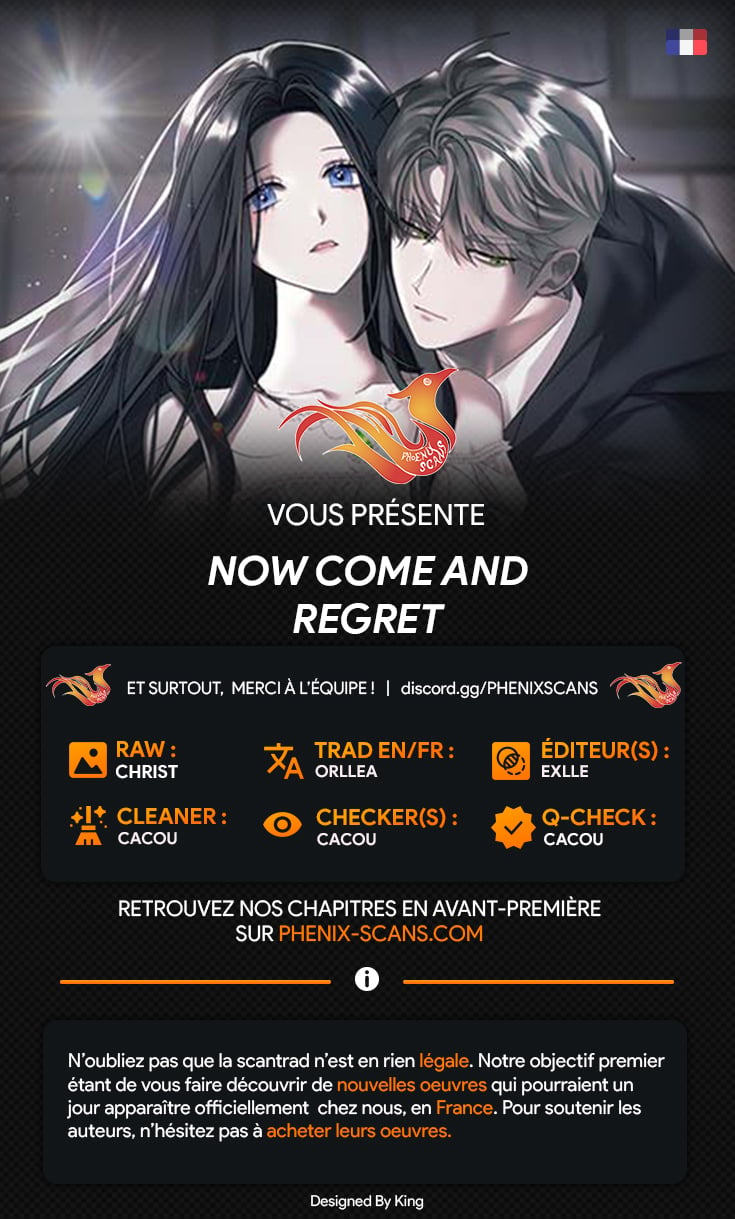 PHOENIX
SCANS
VOUS PRÉSENTE
NOW COME AND
REGRET
ET SURTOUT, MERCI À L'ÉQUIPE ! | discord.gg/PHENIXSCANS
RAW :
CHRIST
TRAD EN/FR :
ORLLEA
ÉDITEUR(S) :
EXLLE
CLEANER :
CACOU
CHECKER(S) :
CACOU
Q-CHECK :
CACOU
RETROUVEZ NOS CHAPITRES EN AVANT-PREMIÈRE
SUR PHENIX-SCANS.COM
N'oubliez pas que la scantrad n'est en rien légale. Notre objectif premier
étant de vous faire découvrir de nouvelles oeuvres qui pourraient un
jour apparaître officiellement chez nous, en France. Pour soutenir les
auteurs, n'hésitez pas à acheter leurs oeuvres.
Designed By King